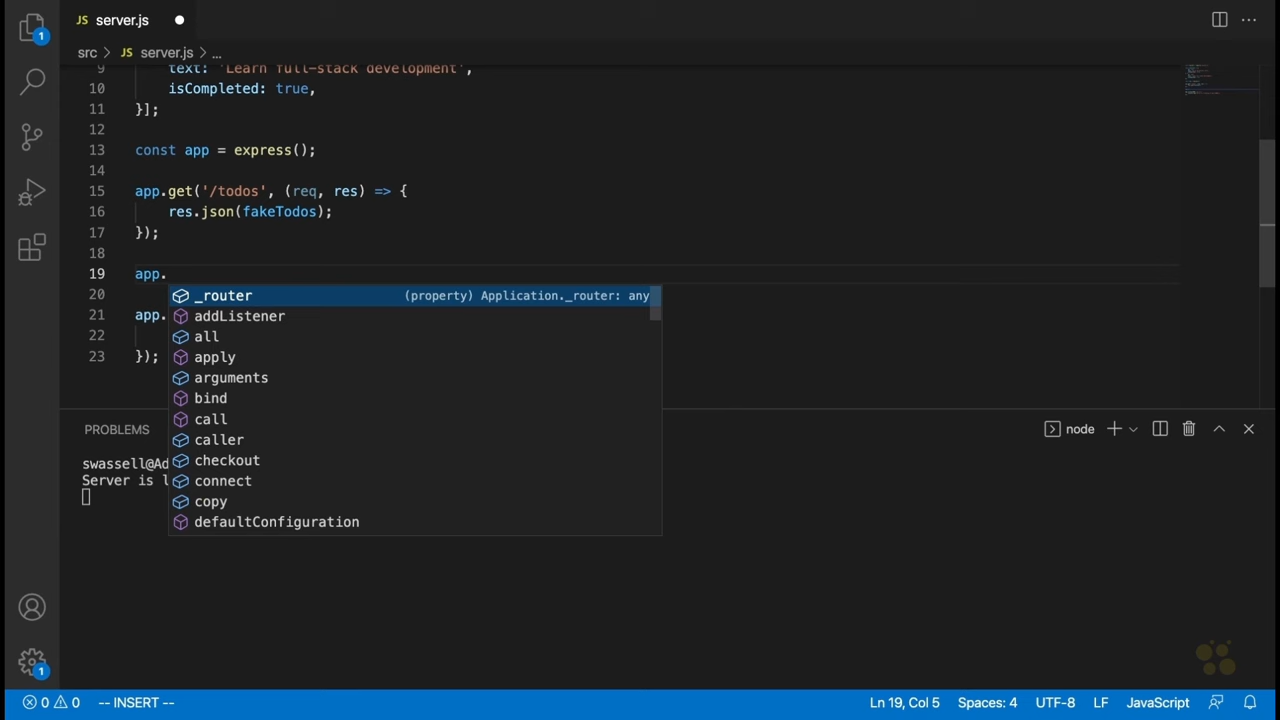 JS server.js
src > JS server.js > ...
9 text: 'Learn full-stack development',
10 isCompleted: true,
11 }];
12
13 const app = express();
14
15 app.get('/todos', (req, res) => {
16 res.json(fakeTodos);
17 });
18
19 app.
20
21 app.
22
23 });
_router (property) Application._router: any
addListener
all
apply
arguments
bind
call
caller
checkout
connect
copy
defaultConfiguration
PROBLEMS
node
swassell@Ad
Server is l
1
1
0 0 -- INSERT --
Ln 19, Col 5 Spaces: 4 UTF-8 LF JavaScript